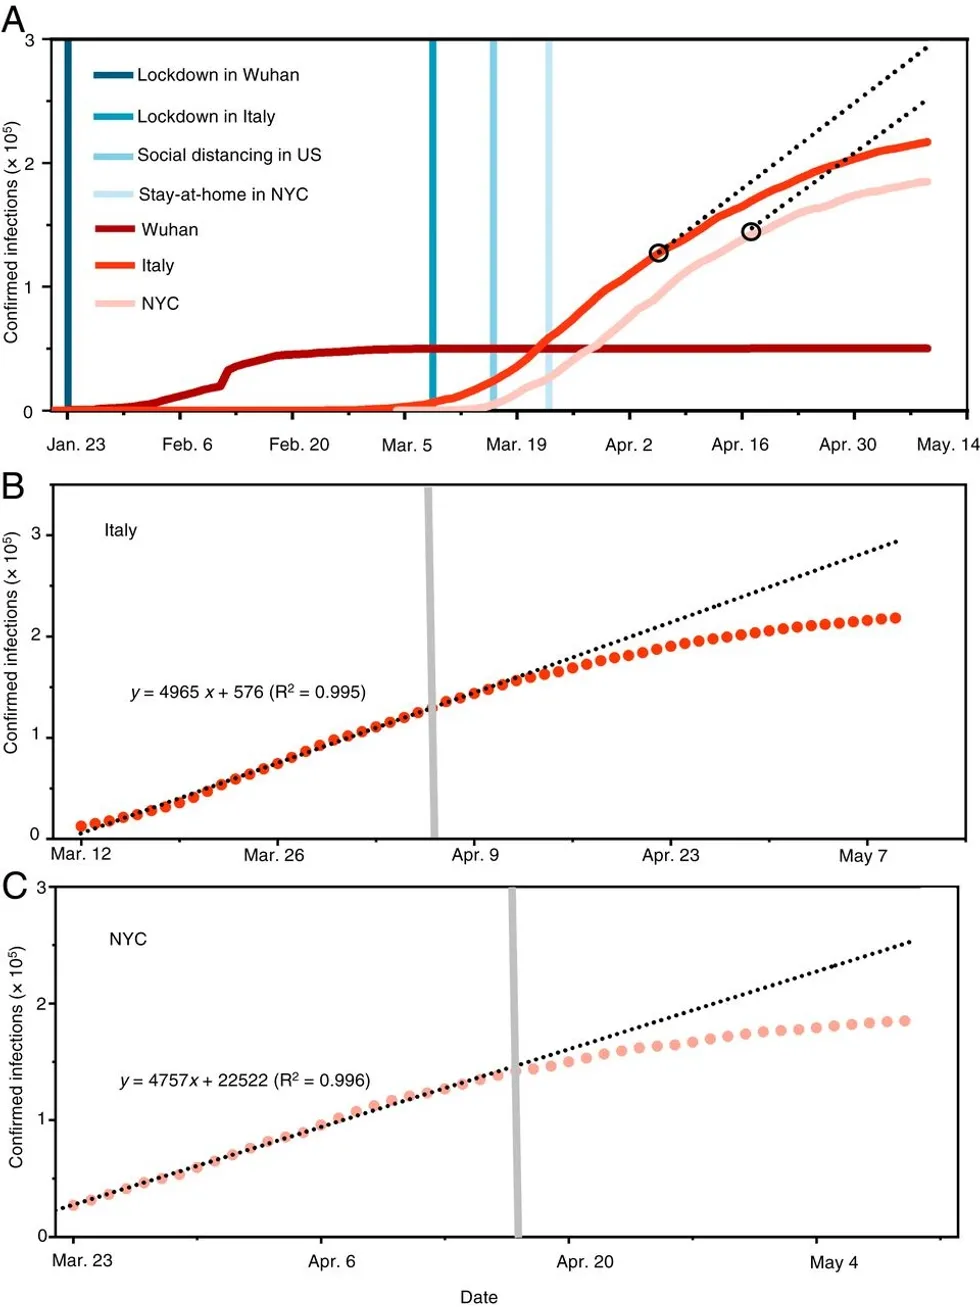 A
Confirmed infections (× 10⁵)
3
2
1
0
Lockdown in Wuhan
Lockdown in Italy
Social distancing in US
Stay-at-home in NYC
Wuhan
Italy
NYC
Jan. 23 Feb. 6 Feb. 20 Mar. 5 Mar. 19 Apr. 2 Apr. 16 Apr. 30 May. 14
B
Confirmed infections (× 10⁵)
3
2
1
0
Italy
y = 4965 x + 576 (R² = 0.995)
Mar. 12 Mar. 26 Apr. 9 Apr. 23 May 7
C
Confirmed infections (× 10⁵)
3
2
1
0
NYC
y = 4757x + 22522 (R² = 0.996)
Mar. 23 Apr. 6 Apr. 20 May 4
Date